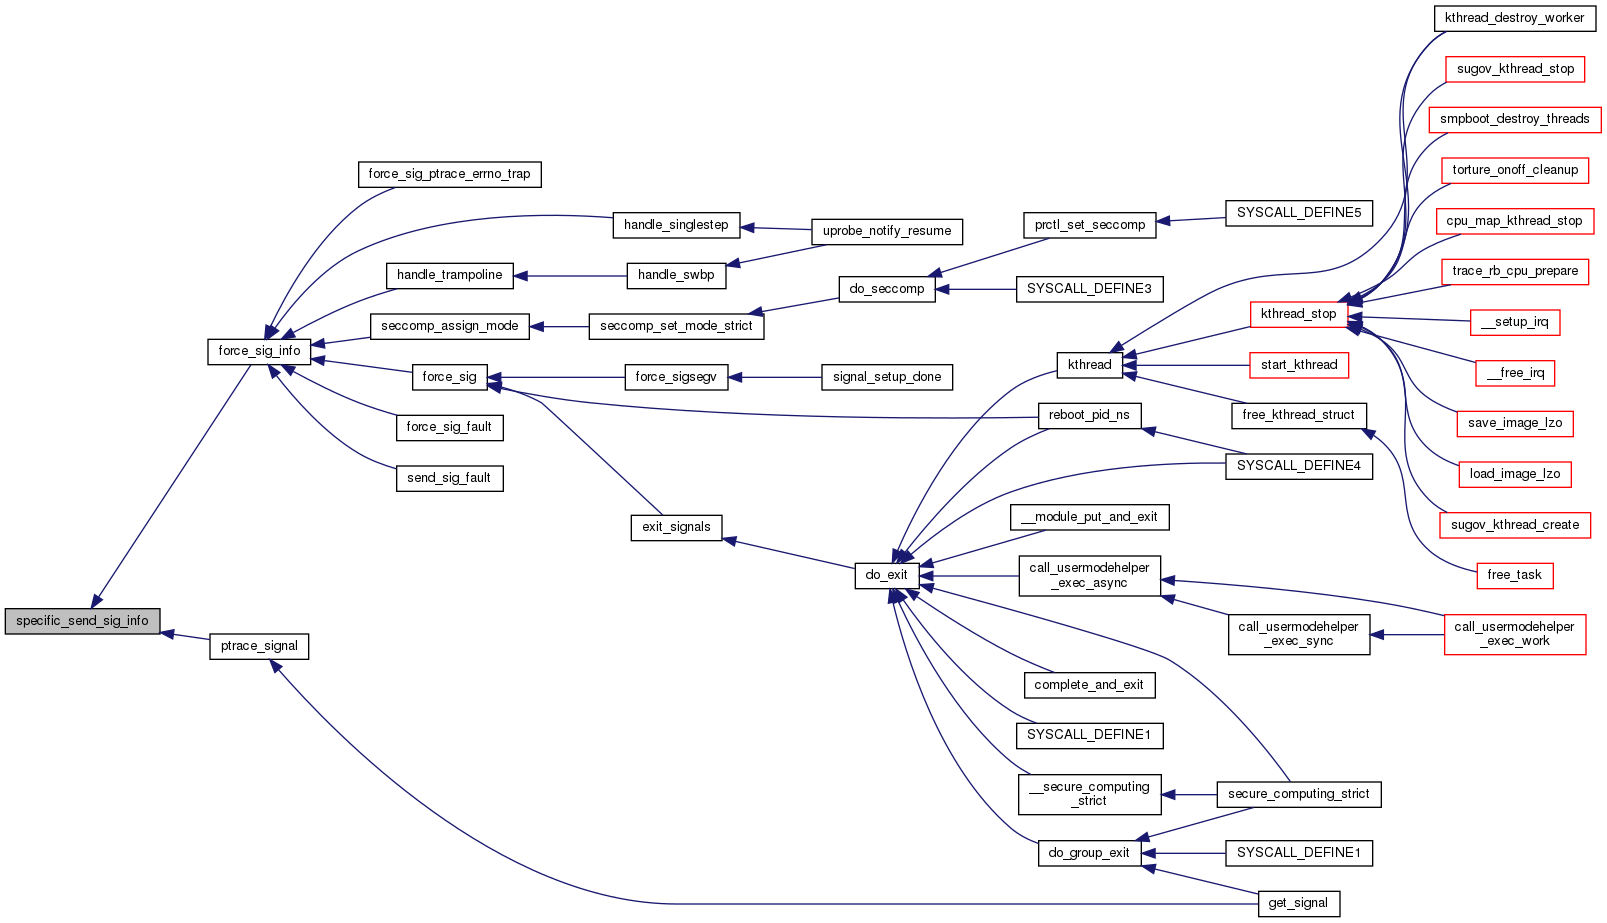 specific_send_sig_info
force_sig_info
ptrace_signal
force_sig_ptrace_errno_trap
handle_trampoline
seccomp_assign_mode
force_sig
force_sig_fault
send_sig_fault
handle_singlestep
handle_swbp
seccomp_set_mode_strict
force_sigsegv
exit_signals
uprobe_notify_resume
do_seccomp
signal_setup_done
do_exit
prctl_set_seccomp
SYSCALL_DEFINE3
kthread
reboot_pid_ns
__module_put_and_exit
call_usermodehelper
_exec_async
complete_and_exit
SYSCALL_DEFINE1
__secure_computing
_strict
do_group_exit
SYSCALL_DEFINE5
kthread_stop
start_kthread
free_kthread_struct
SYSCALL_DEFINE4
call_usermodehelper
_exec_sync
secure_computing_strict
SYSCALL_DEFINE1
get_signal
kthread_destroy_worker
sugov_kthread_stop
smpboot_destroy_threads
torture_onoff_cleanup
cpu_map_kthread_stop
trace_rb_cpu_prepare
__setup_irq
__free_irq
save_image_lzo
load_image_lzo
sugov_kthread_create
free_task
call_usermodehelper
_exec_work